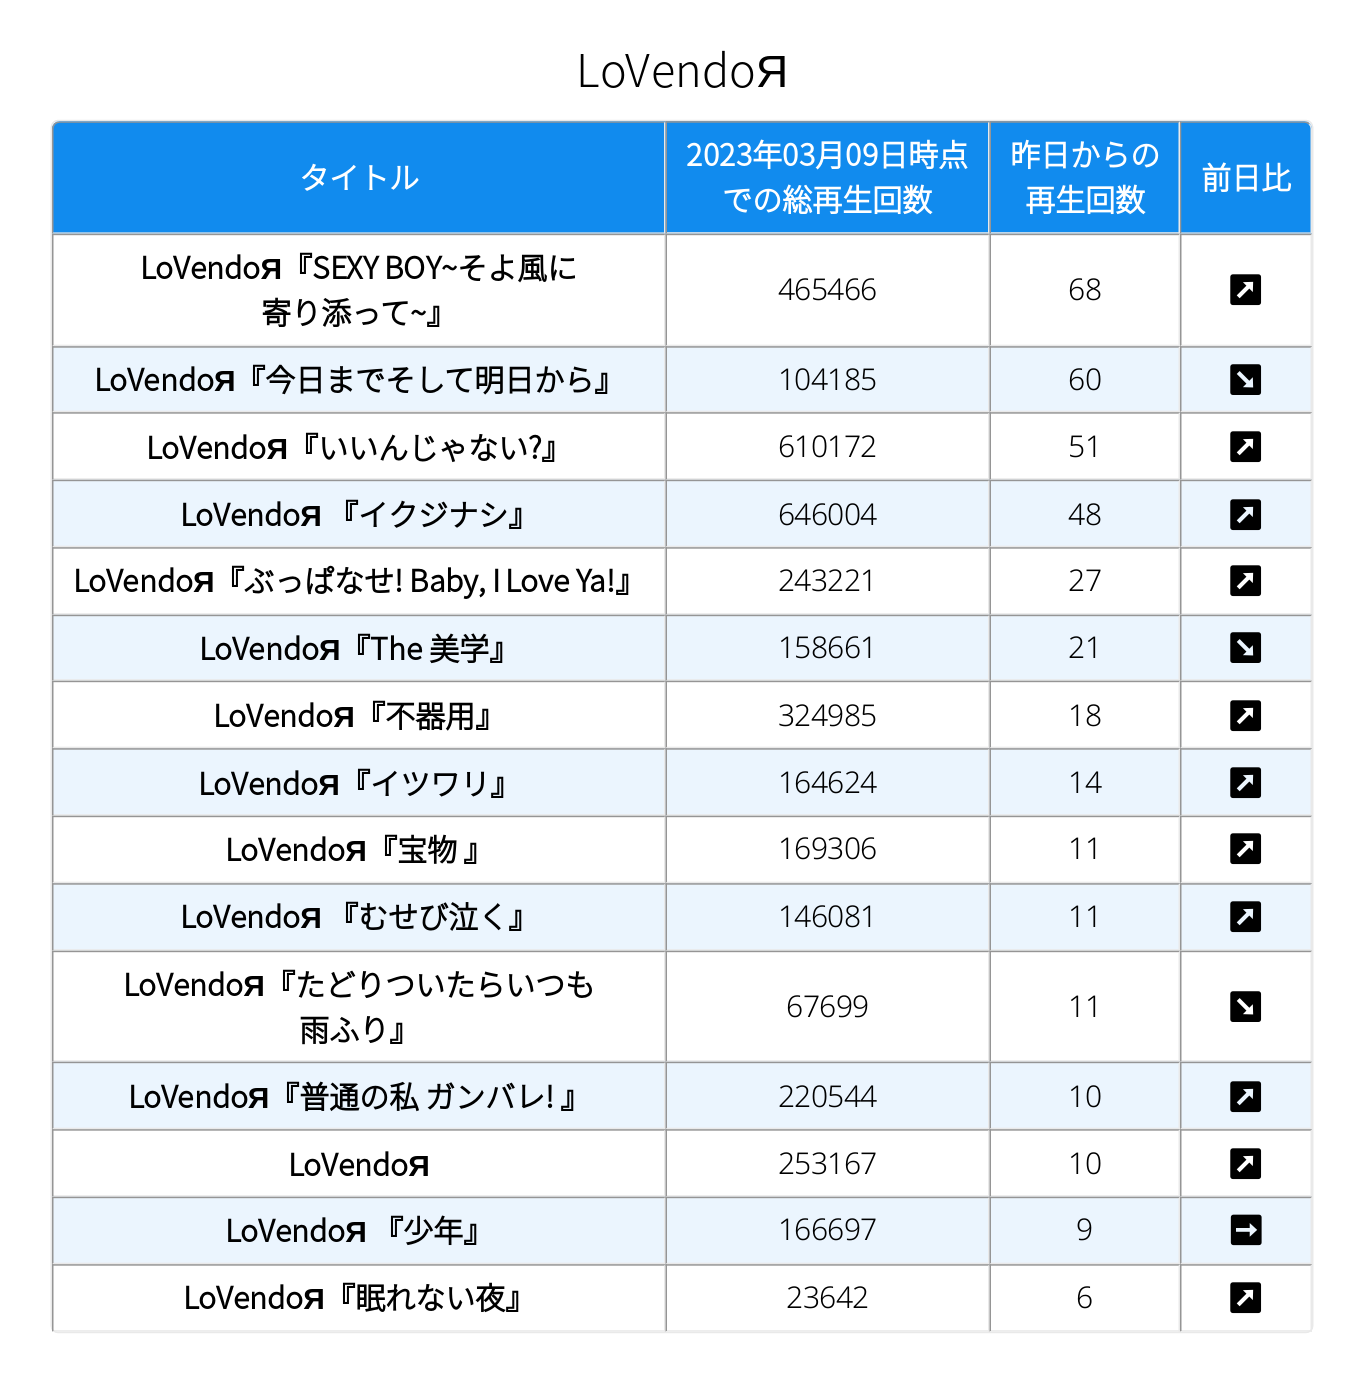 LoVendoЯ
タイトル
2023年03月09日時点
での総再生回数
昨日からの
再生回数
前日比
LoVendoЯ『SEXY BOY~そよ風に
寄り添って~』
465466
68
↗
LoVendoЯ『今日までそして明日から』
104185
60
↘
LoVendoЯ『いいんじゃない?』
610172
51
↗
LoVendoЯ 『イクジナシ』
646004
48
↗
LoVendoЯ『ぶっぱなせ! Baby, I Love Ya!』
243221
27
↗
LoVendoЯ『The 美学』
158661
21
↘
LoVendoЯ『不器用』
324985
18
↗
LoVendoЯ『イツワリ』
164624
14
↗
LoVendoЯ『宝物 』
169306
11
↗
LoVendoЯ 『むせび泣く』
146081
11
↗
LoVendoЯ『たどりついたらいつも
雨ふり』
67699
11
↘
LoVendoЯ『普通の私 ガンバレ! 』
220544
10
↗
LoVendoЯ
253167
10
↗
LoVendoЯ 『少年』
166697
9
→
LoVendoЯ『眠れない夜』
23642
6
↗